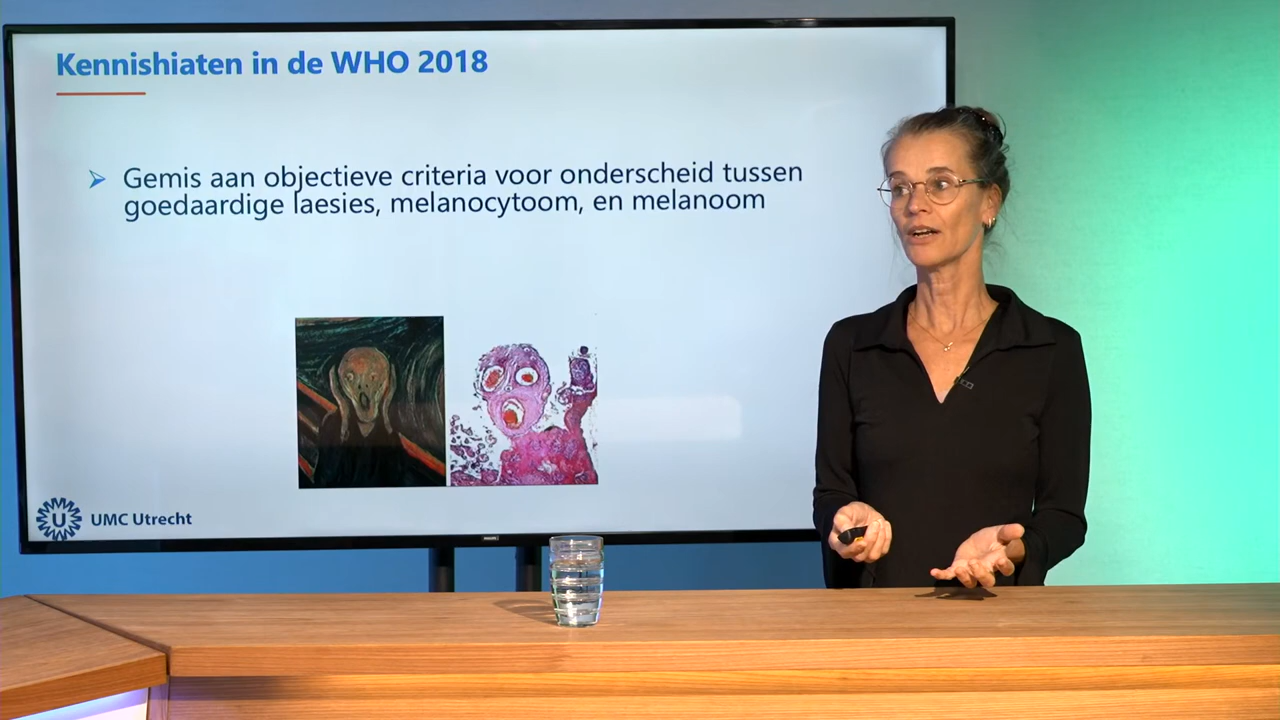 Kennishiaten in de WHO 2018
Gemis aan objectieve criteria voor onderscheid tussen
goedaardige laesies, melanocytoom, en melanoom
U
UMC Utrecht